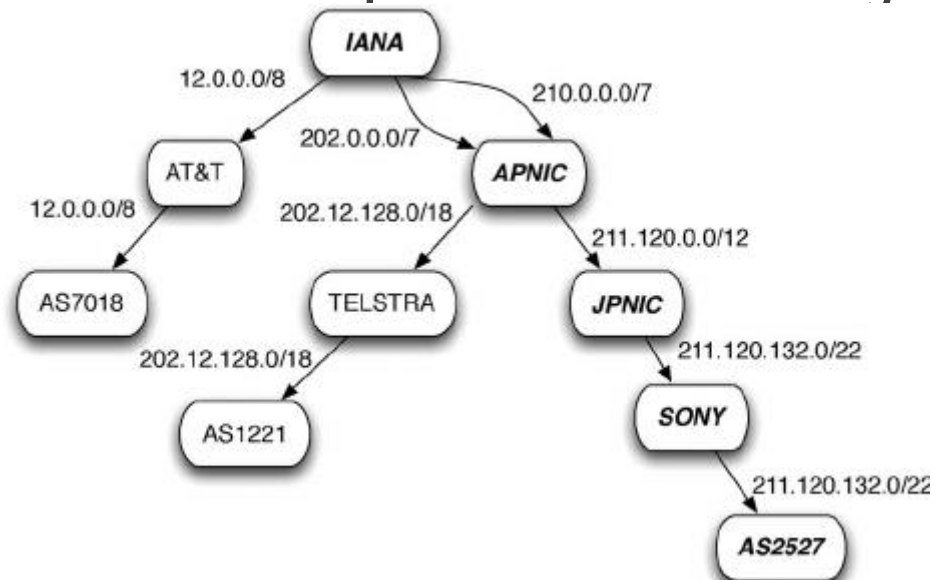 IANA
12.0.0.0/8
210.0.0.0/7
202.0.0.0/7
AT&T
APNIC
12.0.0.0/8
202.12.128.0/18
211.120.0.0/12
AS7018
TELSTRA
JPNIC
202.12.128.0/18
211.120.132.0/22
AS1221
SONY
211.120.132.0/22
AS2527